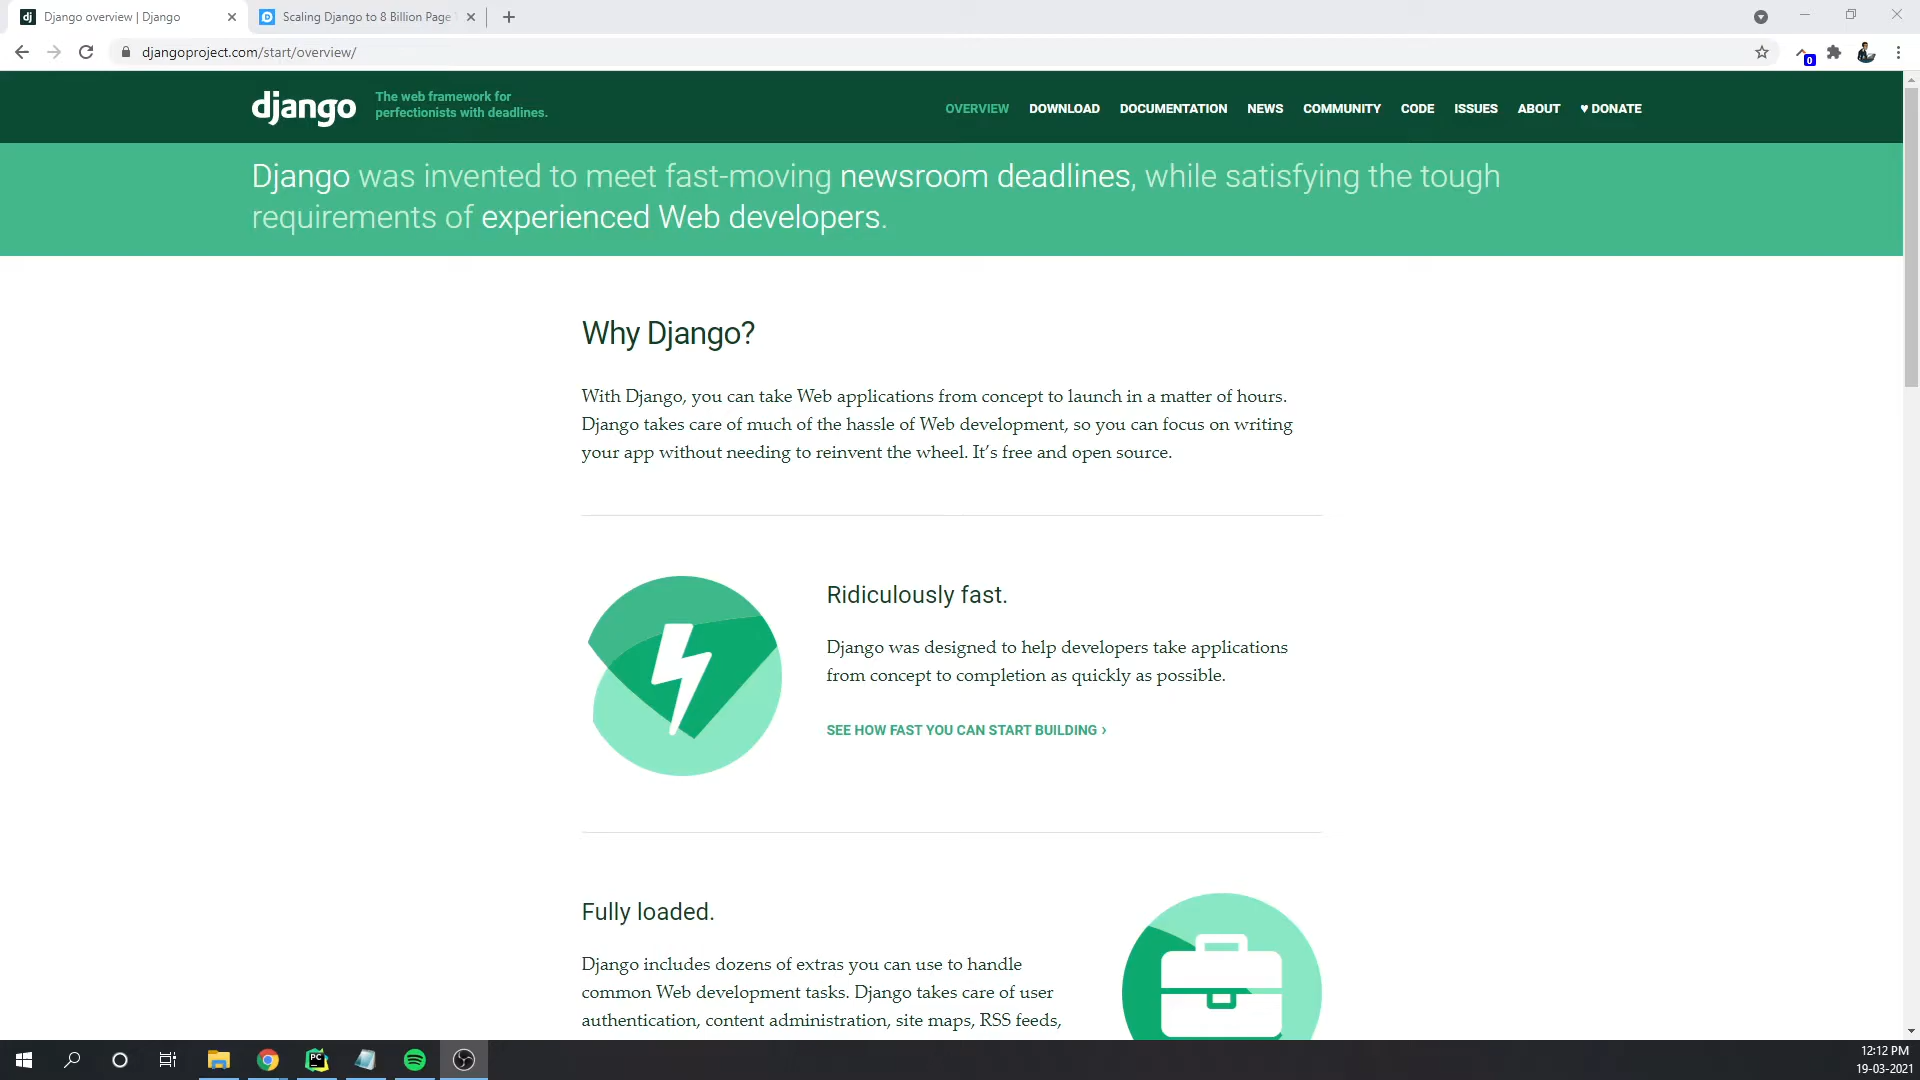 dj Django overview | Django
Scaling Django to 8 Billion Page
djangoproject.com/start/overview/
0
django
The web framework for
perfectionists with deadlines.
OVERVIEW DOWNLOAD DOCUMENTATION NEWS COMMUNITY CODE ISSUES ABOUT ♥ DONATE
Django was invented to meet fast-moving newsroom deadlines, while satisfying the tough
requirements of experienced Web developers.
Why Django?
With Django, you can take Web applications from concept to launch in a matter of hours.
Django takes care of much of the hassle of Web development, so you can focus on writing
your app without needing to reinvent the wheel. It’s free and open source.
Ridiculously fast.
Django was designed to help developers take applications
from concept to completion as quickly as possible.
SEE HOW FAST YOU CAN START BUILDING ›
Fully loaded.
Django includes dozens of extras you can use to handle
common Web development tasks. Django takes care of user
authentication, content administration, site maps, RSS feeds,
PC
12:12 PM
19-03-2021